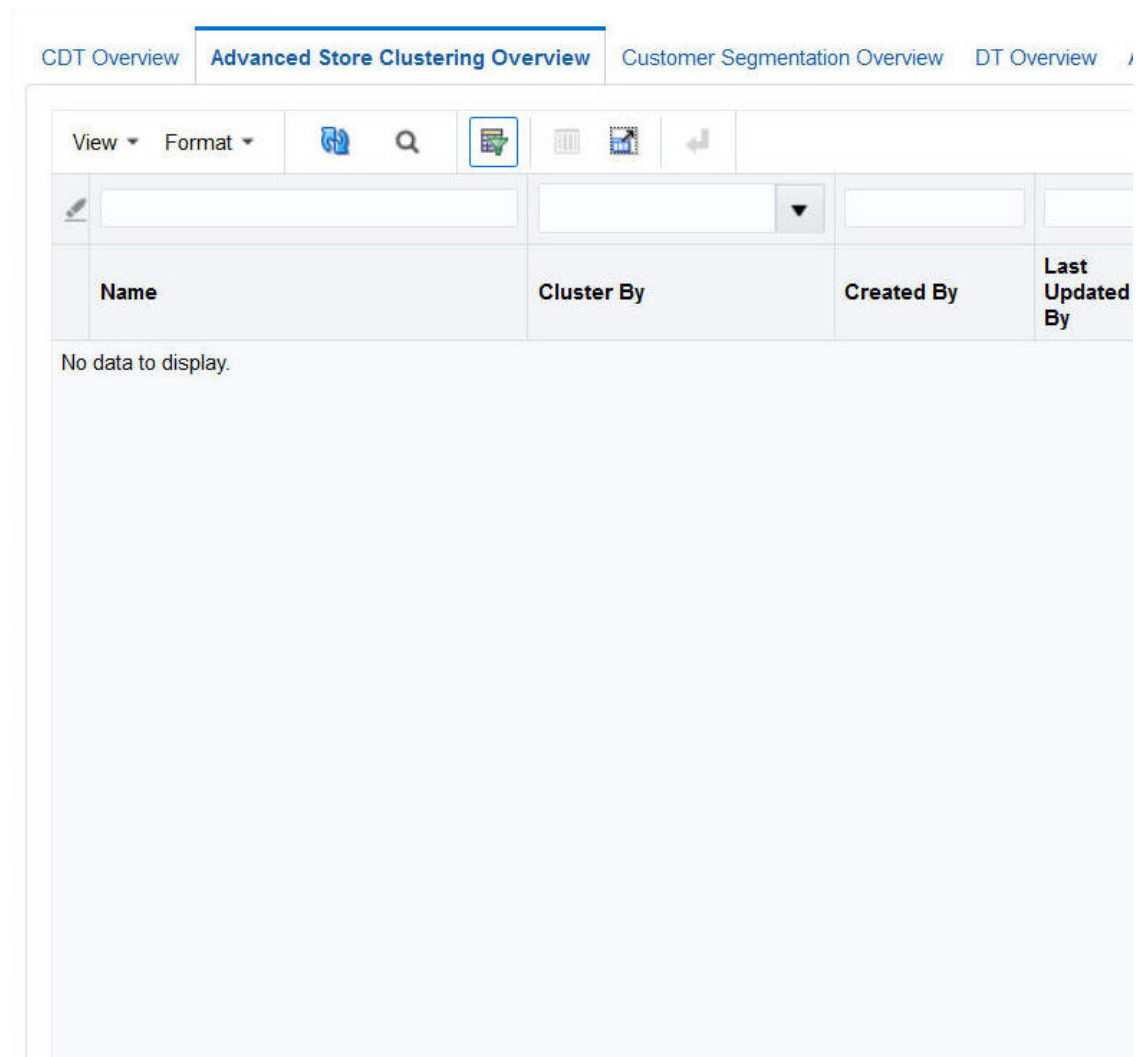 CDT Overview Advanced Store Clustering Overview Customer Segmentation Overview DT Overview
View Format
Name Cluster By Created By Last
Updated
By
No data to display.